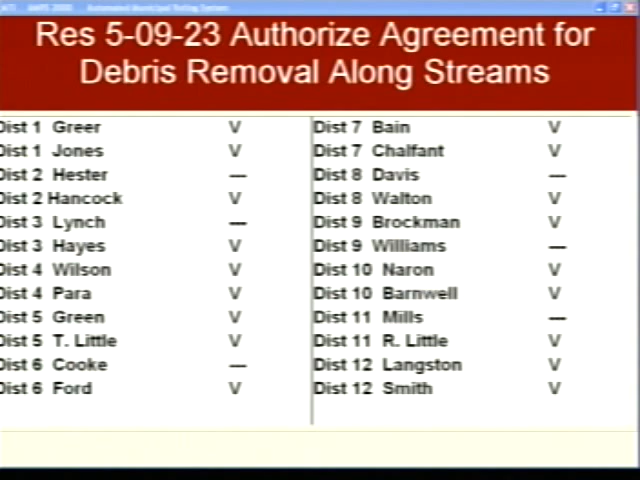 Automated Municipal Voting System
Res 5-09-23 Authorize Agreement for
Debris Removal Along Streams
Dist 1 Greer V
Dist 1 Jones V
Dist 2 Hester —
Dist 2 Hancock V
Dist 3 Lynch —
Dist 3 Hayes V
Dist 4 Wilson V
Dist 4 Para V
Dist 5 Green V
Dist 5 T. Little V
Dist 6 Cooke —
Dist 6 Ford V
Dist 7 Bain V
Dist 7 Chalfant V
Dist 8 Davis —
Dist 8 Walton V
Dist 9 Brockman V
Dist 9 Williams —
Dist 10 Naron V
Dist 10 Barnwell V
Dist 11 Mills —
Dist 11 R. Little V
Dist 12 Langston V
Dist 12 Smith V